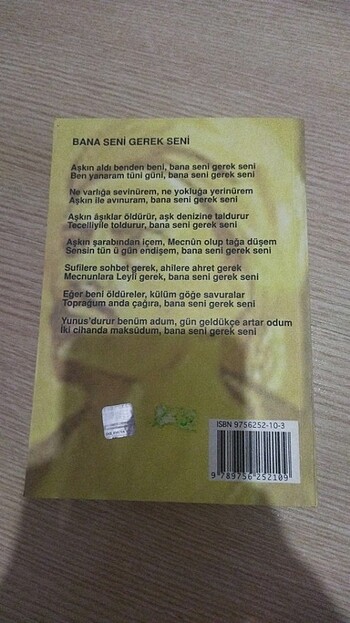 BANA SENİ GEREK SENİ
Aşkın aldı benden beni, bana seni gerek seni
Ben yanaram tüni güni, bana seni gerek seni
Ne varlığa sevinürem, ne yokluğa yerinürem
Aşkın ile avınuram, bana seni gerek seni
Aşkın âşıklar öldürür, aşk denizine taldurur
Tecelliyile toldurur, bana seni gerek seni
Aşkın şarabından içem, Mecnûn olup tağa düşem
Sensin tün ü gün endişem, bana seni gerek seni
Sufilere sohbet gerek, ahilere ahret gerek
Mecnunlara Leyli gerek, bana seni gerek seni
Eğer beni öldüreler, külüm göğe savuralar
Toprağum anda çağıra, bana seni gerek seni
Yunus'durur benüm adum, gün geldükçe artar odum
İki cihanda maksûdum, bana seni gerek seni
ISBN 9756252-10-3
9 789756 252109